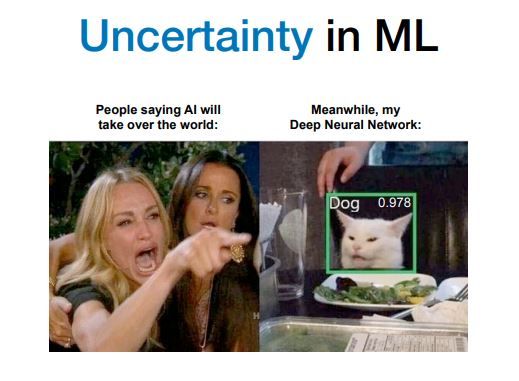 Uncertainty in ML
People saying AI will
take over the world:
Meanwhile, my
Deep Neural Network:
Dog 0.978